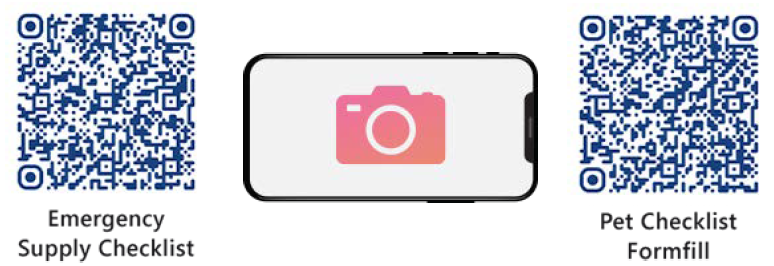 Emergency
Supply Checklist
Pet Checklist
Formfill